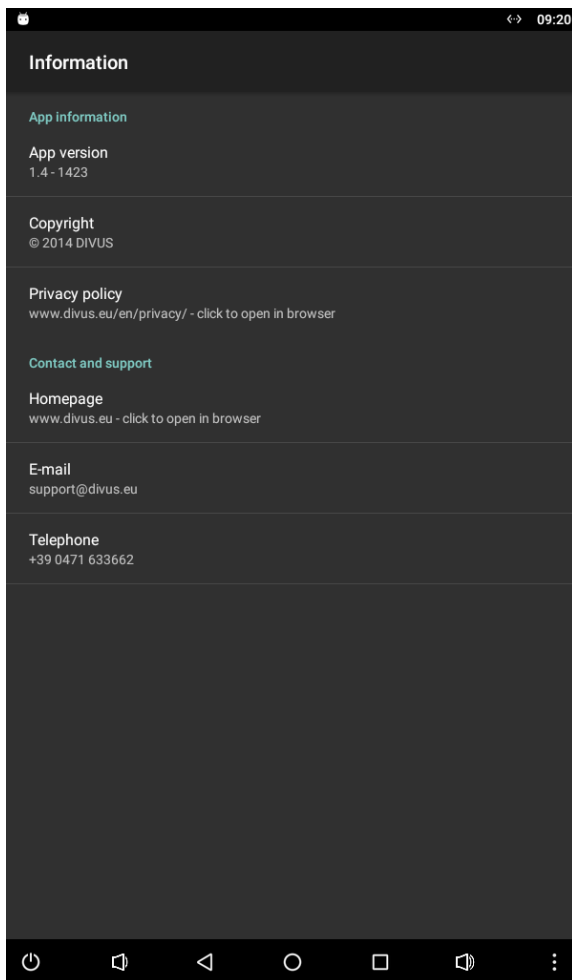 09:20
Information
App information
App version
1.4 - 1423
Copyright
© 2014 DIVUS
Privacy policy
www.divus.eu/en/privacy/ - click to open in browser
Contact and support
Homepage
www.divus.eu - click to open in browser
E-mail
support@divus.eu
Telephone
+39 0471 633662